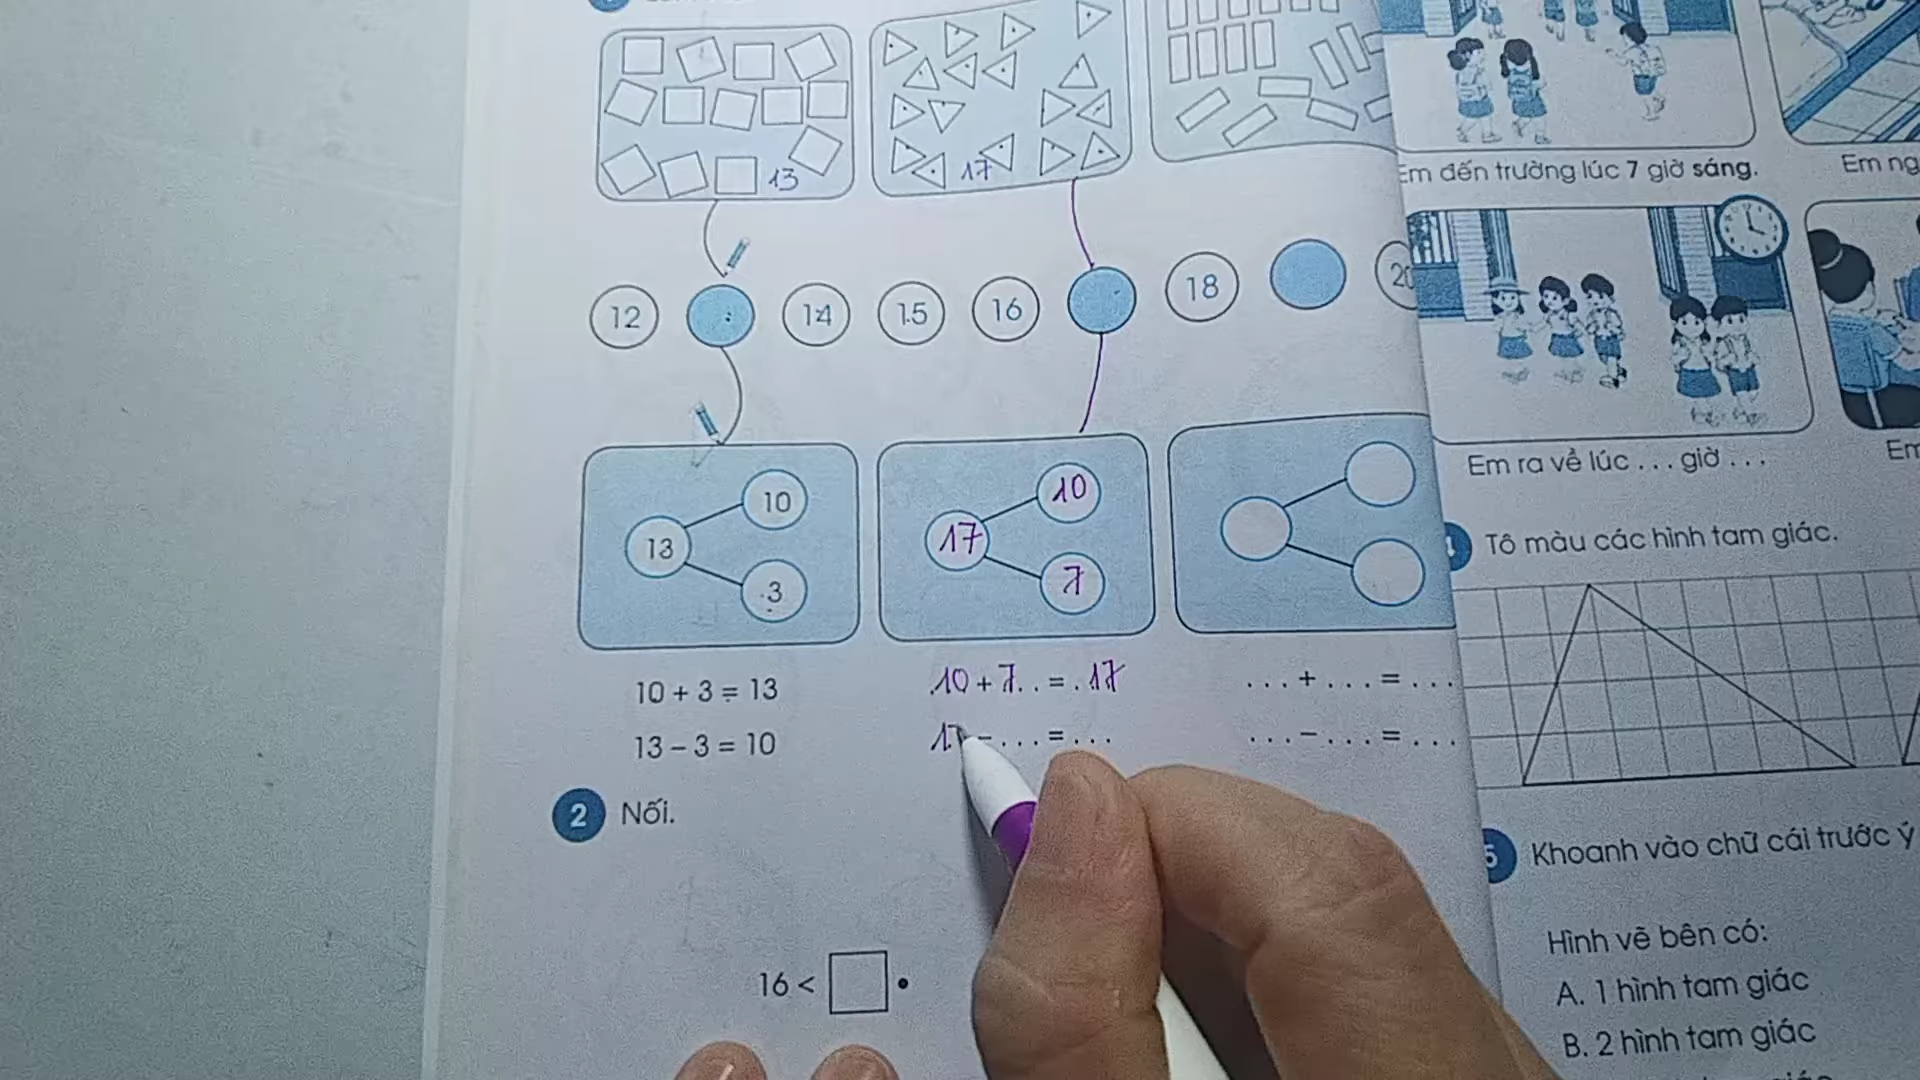 13
17
12
14
15
16
18
20
10
13
3
10
17
7
10 + 3 = 13
13 – 3 = 10
10 + 7 . . = . 17
17 – . . . = . . .
. . . + . . . = . . .
. . . – . . . = . . .
2 Nối.
16 <
Em đến trường lúc 7 giờ sáng.
Em
Em ra về lúc . . . giờ . . .
Tô màu các hình tam giác.
5 Khoanh vào chữ cái trước ý
Hình vẽ bên có:
A. 1 hình tam giác
B. 2 hình tam giác